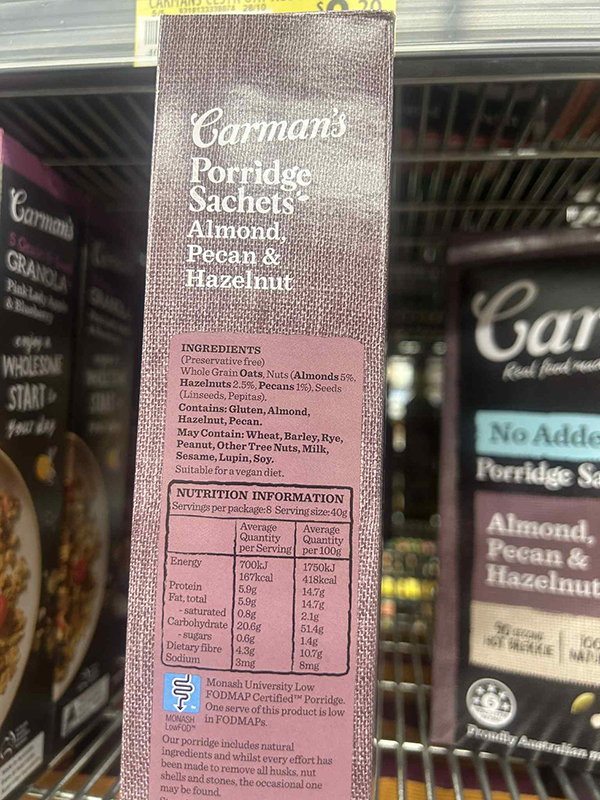 Carman's
Porridge
Sachets
Almond,
Pecan &
Hazelnut
INGREDIENTS
(Preservative free)
Whole Grain Oats, Nuts (Almonds 5%,
Hazelnuts 2.5%, Pecans 1%), Seeds
(Linseeds, Pepitas).
Contains: Gluten, Almond,
Hazelnut, Pecan.
May Contain: Wheat, Barley, Rye,
Peanut, Other Tree Nuts, Milk,
Sesame, Lupin, Soy.
Suitable for a vegan diet.
NUTRITION INFORMATION
Servings per package: 8 Serving size: 40g
Average Quantity per Serving Average Quantity per 100g
Energy 700kJ 1750kJ
167kcal 418kcal
Protein 5.9g 14.7g
Fat, total 5.9g 14.7g
- saturated 0.8g 2.1g
Carbohydrate 20.6g 51.4g
- sugars 0.6g 1.4g
Dietary fibre 4.3g 10.7g
Sodium 3mg 8mg
MONASH
LowFOD™
Monash University Low
FODMAP Certified™ Porridge.
One serve of this product is low
in FODMAPs.
Our porridge includes natural
ingredients and whilst every effort has
been made to remove all husks, nut
shells and stones, the occasional one
may be found.
Carman's
GRANOLA
Pink Lady Apple
& Blueberry
enjoy a
WHOLESOME
START to
your day
Car
Real food
No Adde
Porridge Sa
Almond,
Pecan &
Hazelnut
Proudly Australian